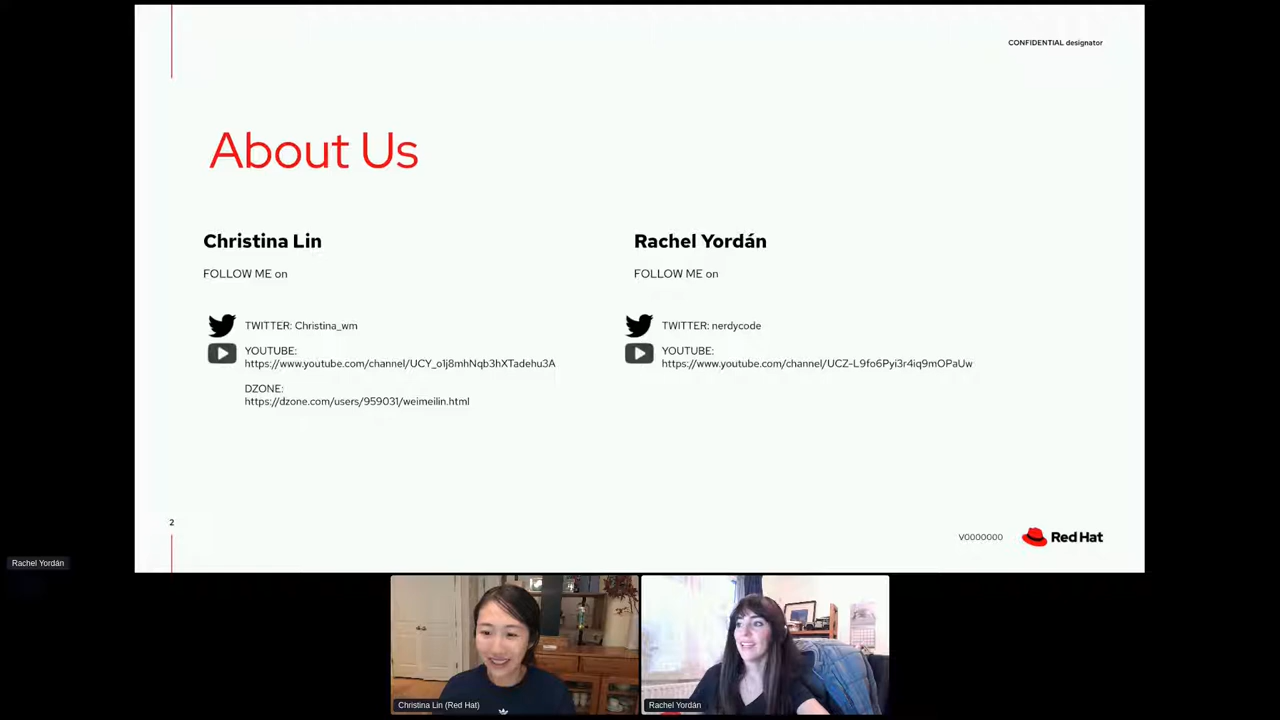 CONFIDENTIAL designator
About Us
Christina Lin
FOLLOW ME on
TWITTER: Christina_wm
YOUTUBE:
https://www.youtube.com/channel/UCY_o1j8mhNqb3hXTadehu3A
DZONE:
https://dzone.com/users/959031/weimeilin.html
Rachel Yordán
FOLLOW ME on
TWITTER: nerdycode
YOUTUBE:
https://www.youtube.com/channel/UCZ-L9fo6Pyi3r4iq9mOPaUw
2
V0000000
Red Hat
Rachel Yordán
Christina Lin (Red Hat)
Rachel Yordán